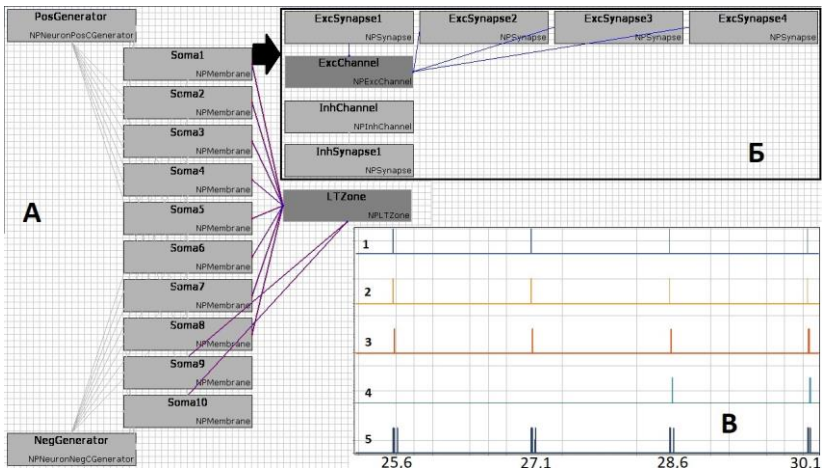 PosGenerator
NPNeuronPosCGenerator
Soma1
NPMembrane
Soma2
NPMembrane
Soma3
NPMembrane
Soma4
NPMembrane
Soma5
NPMembrane
Soma6
NPMembrane
Soma7
NPMembrane
Soma8
NPMembrane
Soma9
NPMembrane
Soma10
NPMembrane
NegGenerator
NPNeuronNegCGenerator
А
ExcSynapse1
NPSynapse
ExcSynapse2
NPSynapse
ExcSynapse3
NPSynapse
ExcSynapse4
NPSynapse
ExcChannel
NPExcChannel
InhChannel
NPInhChannel
InhSynapse1
NPSynapse
Б
LTZone
NPLTZone
1
2
3
4
5
В
25.6 27.1 28.6 30.1